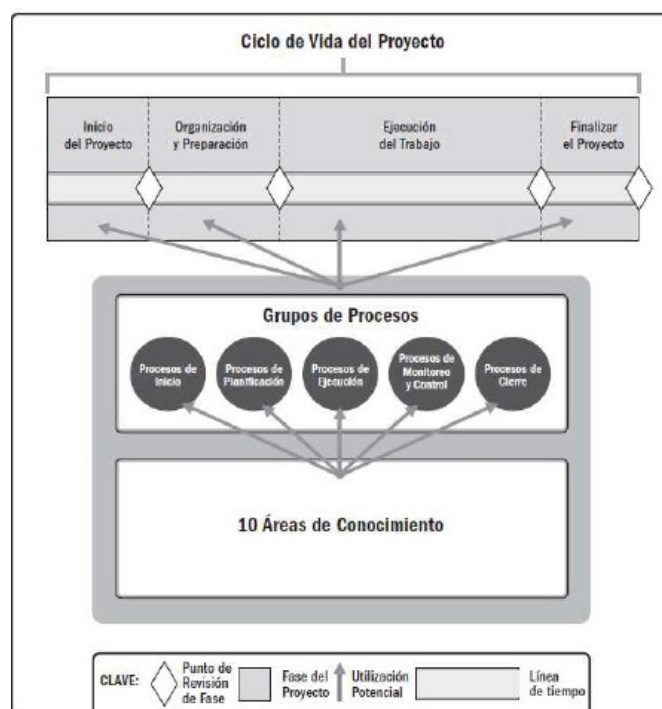 Ciclo de Vida del Proyecto
Inicio
del Proyecto
Organización
y Preparación
Ejecución
del Trabajo
Finalizar
el Proyecto
Grupos de Procesos
Procesos de
Inicio
Procesos de
Planificación
Procesos de
Ejecución
Procesos de
Monitoreo
y Control
Procesos de
Cierre
10 Áreas de Conocimiento
CLAVE:
Punto de
Revisión
de Fase
Fase del
Proyecto
Utilización
Potencial
Línea
de tiempo